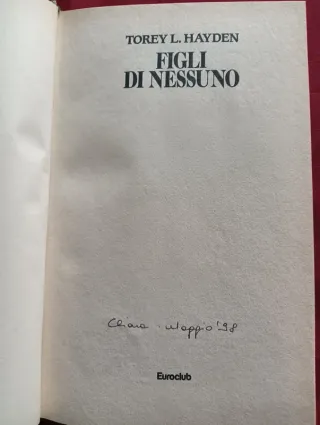 TOREY L. HAYDEN
FIGLI
DI NESSUNO
Chiara Maggio '98
Euroclub